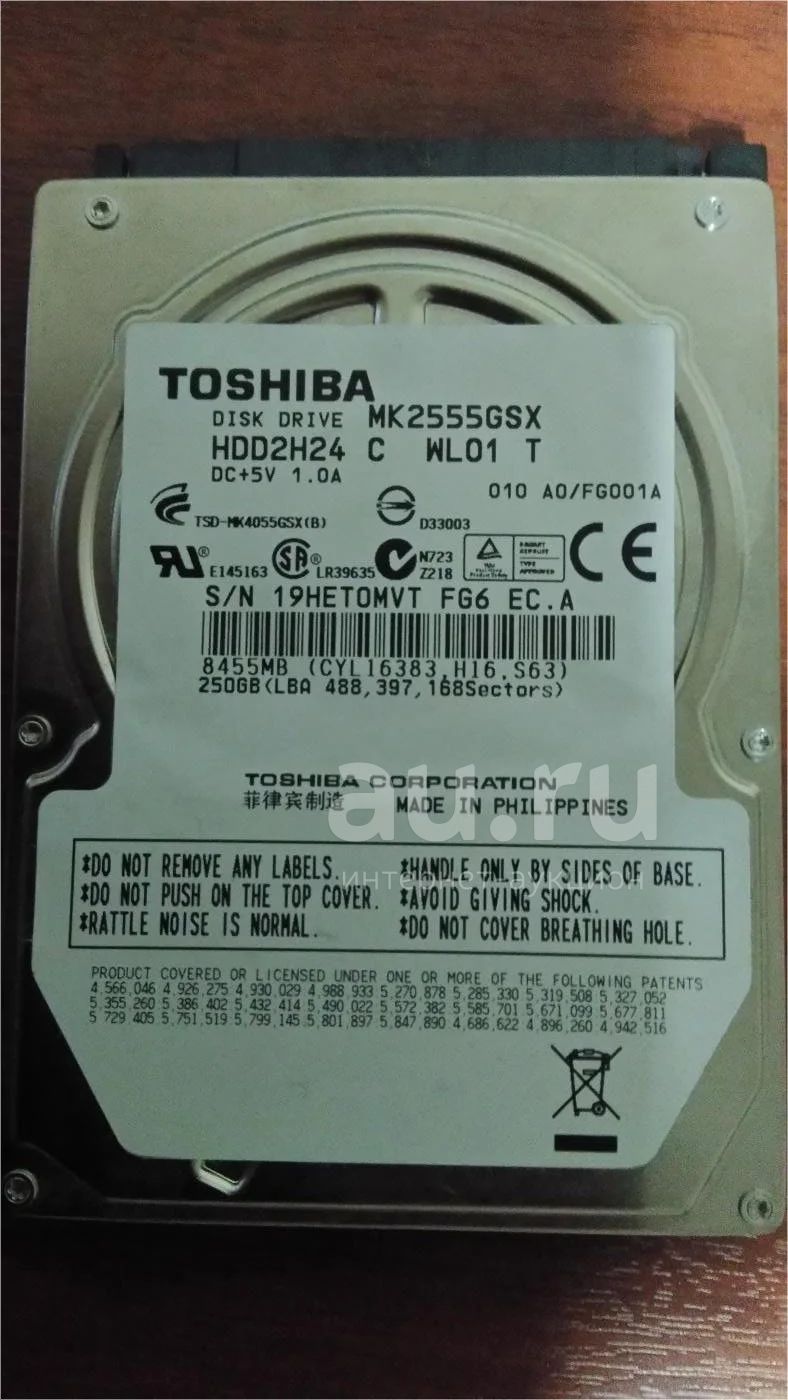 TOSHIBA
DISK DRIVE MK2555GSX
HDD2H24 C WL01 T
DC+5V 1.0A
010 A0/FG001A
TSD-MK4055GSX(B) D33003
E145163 LR39635 N723
Z218
S/N 19HET0MVT FG6 EC.A
8455MB (CYL16383,H16,S63)
250GB(LBA 488,397,168Sectors)
TOSHIBA CORPORATION
菲律宾制造 MADE IN PHILIPPINES
au.ru
интернет-аукцион
*DO NOT REMOVE ANY LABELS. *HANDLE ONLY BY SIDES OF BASE.
*DO NOT PUSH ON THE TOP COVER. *AVOID GIVING SHOCK.
*RATTLE NOISE IS NORMAL. *DO NOT COVER BREATHING HOLE.
PRODUCT COVERED OR LICENSED UNDER ONE OR MORE OF THE FOLLOWING PATENTS
4,566,046 4,926,275 4,930,029 4,988,933 5,270,878 5,285,330 5,319,508 5,327,052
5,355,260 5,386,402 5,432,414 5,490,022 5,572,382 5,585,701 5,671,099 5,677,811
5,729,405 5,751,519 5,799,145 5,801,897 5,847,890 4,686,622 4,896,260 4,942,516